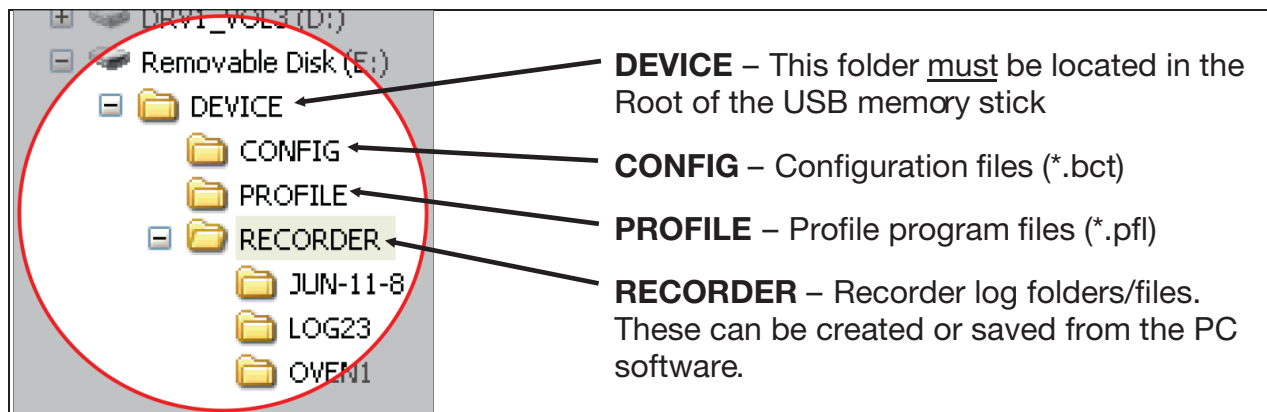 DRV1_VOL3 (D:)
Removable Disk (E:)
DEVICE
CONFIG
PROFILE
RECORDER
JUN-11-8
LOG23
OVEN1
DEVICE – This folder must be located in the
Root of the USB memory stick
CONFIG – Configuration files (*.bct)
PROFILE – Profile program files (*.pfl)
RECORDER – Recorder log folders/files.
These can be created or saved from the PC
software.